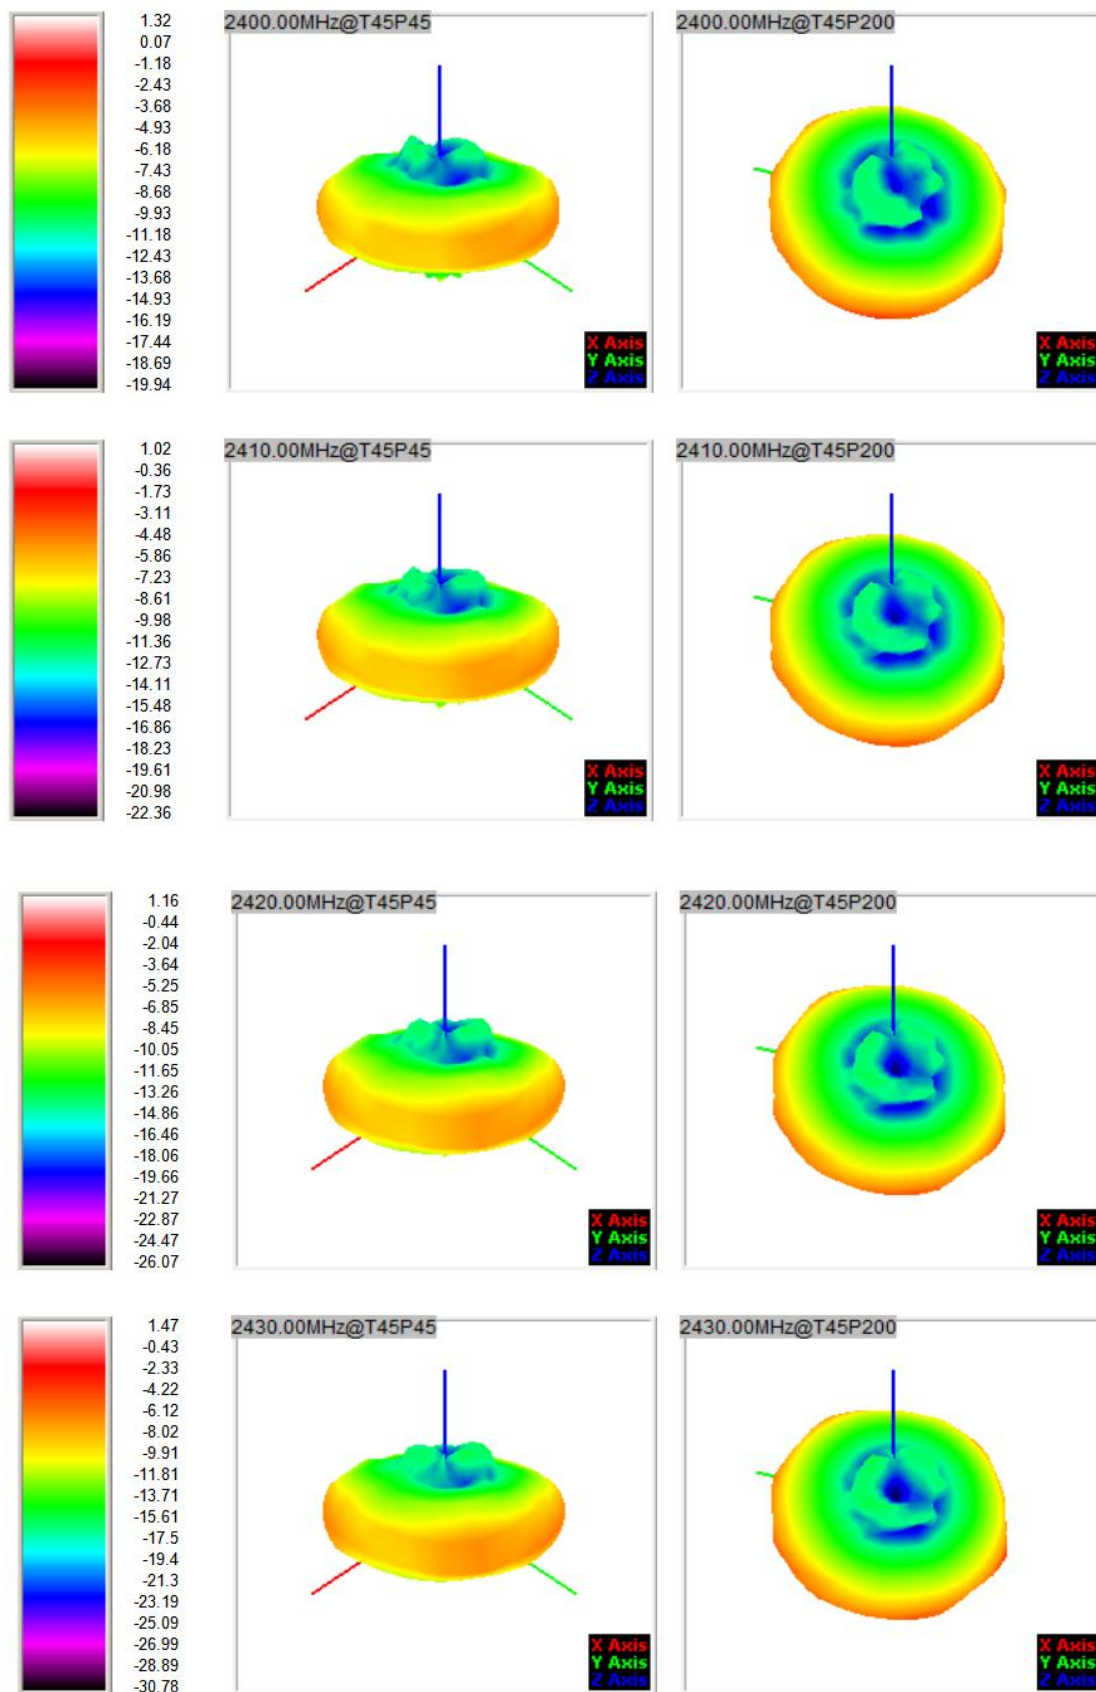 1.32
0.07
-1.18
-2.43
-3.68
-4.93
-6.18
-7.43
-8.68
-9.93
-11.18
-12.43
-13.68
-14.93
-16.19
-17.44
-18.69
-19.94
2400.00MHz@T45P45
X Axis
Y Axis
Z Axis
2400.00MHz@T45P200
X Axis
Y Axis
Z Axis
1.02
-0.36
-1.73
-3.11
-4.48
-5.86
-7.23
-8.61
-9.98
-11.36
-12.73
-14.11
-15.48
-16.86
-18.23
-19.61
-20.98
-22.36
2410.00MHz@T45P45
X Axis
Y Axis
Z Axis
2410.00MHz@T45P200
X Axis
Y Axis
Z Axis
1.16
-0.44
-2.04
-3.64
-5.25
-6.85
-8.45
-10.05
-11.65
-13.26
-14.86
-16.46
-18.06
-19.66
-21.27
-22.87
-24.47
-26.07
2420.00MHz@T45P45
X Axis
Y Axis
Z Axis
2420.00MHz@T45P200
X Axis
Y Axis
Z Axis
1.47
-0.43
-2.33
-4.22
-6.12
-8.02
-9.91
-11.81
-13.71
-15.61
-17.5
-19.4
-21.3
-23.19
-25.09
-26.99
-28.89
-30.78
2430.00MHz@T45P45
X Axis
Y Axis
Z Axis
2430.00MHz@T45P200
X Axis
Y Axis
Z Axis